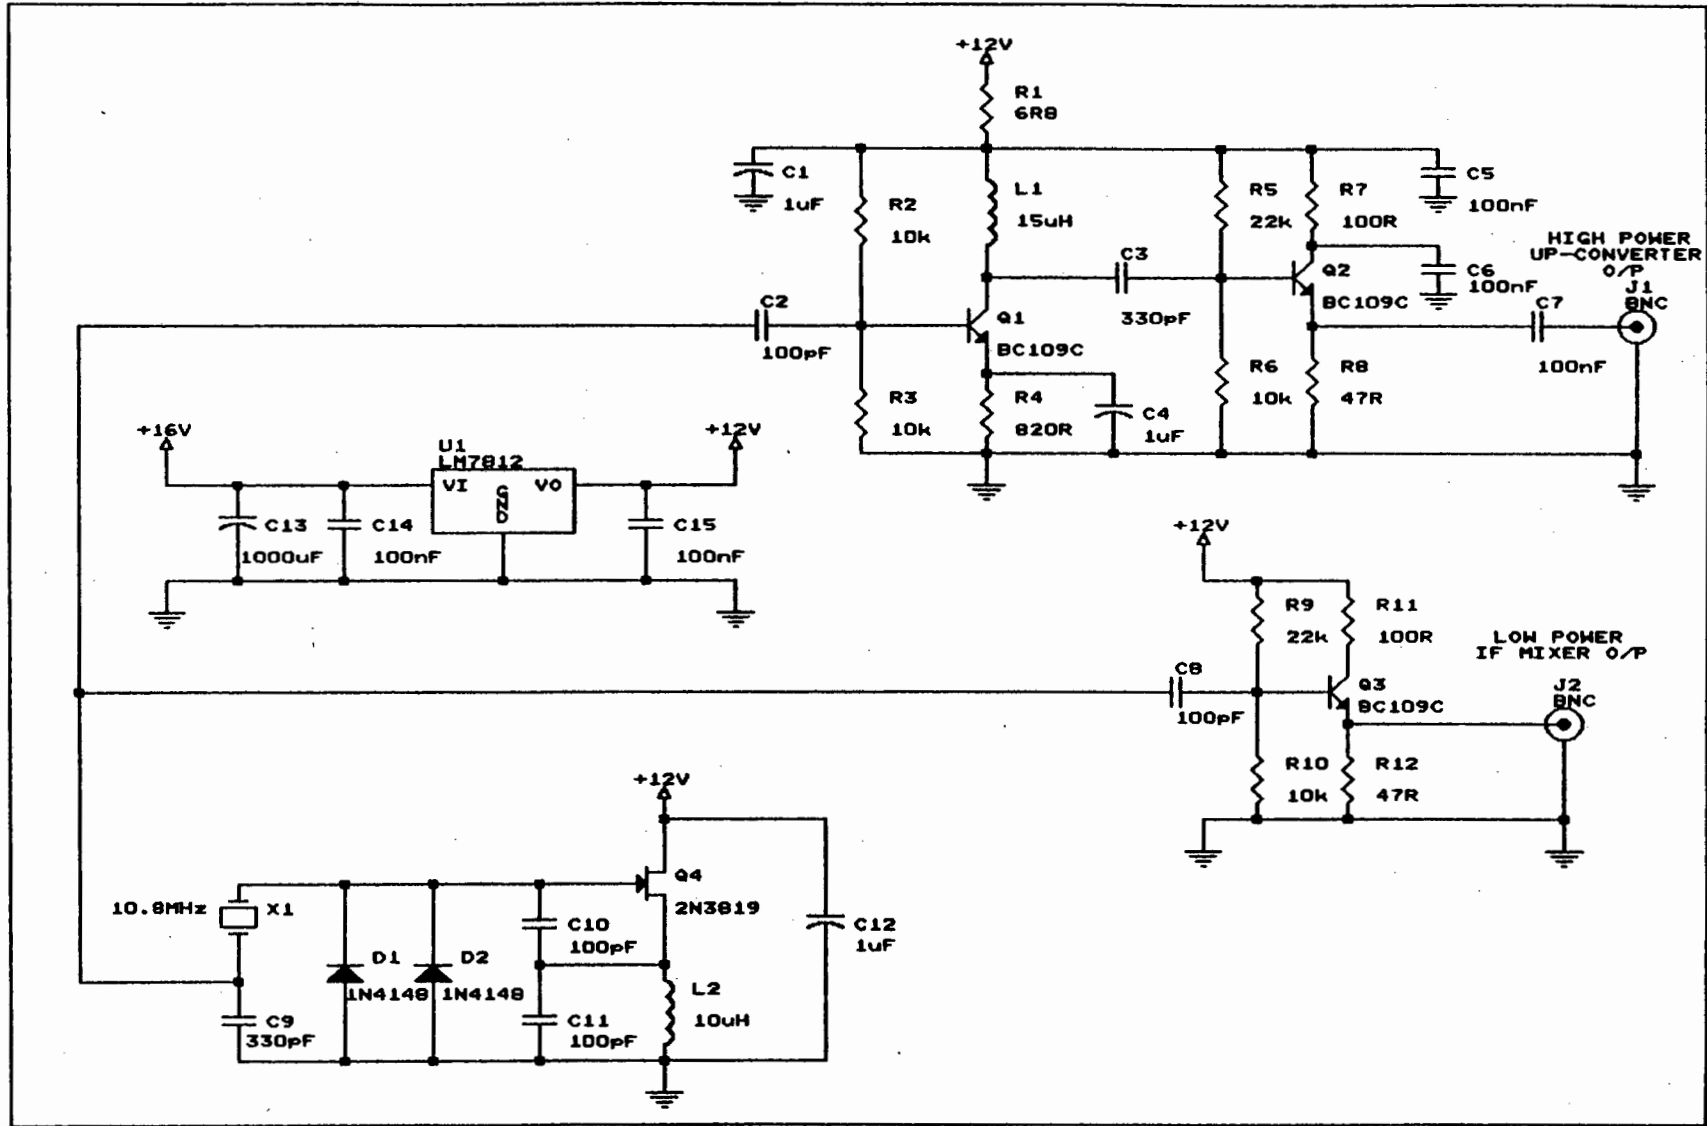 +12V
R1
6R8
C1
1uF
R2
10k
L1
15uH
R5
22k
R7
100R
C5
100nF
C3
330pF
Q2
BC109C
C6
100nF
HIGH POWER
UP-CONVERTER
O/P
J1
BNC
C7
100nF
C2
100pF
Q1
BC109C
R3
10k
R4
820R
C4
1uF
R6
10k
R8
47R
+16V
U1
LM7812
VI
GND
VO
+12V
C13
1000uF
C14
100nF
C15
100nF
+12V
R9
22k
R11
100R
LOW POWER
IF MIXER O/P
C8
100pF
Q3
BC109C
J2
BNC
R10
10k
R12
47R
+12V
10.8MHz
X1
Q4
2N3819
C10
100pF
C12
1uF
D1
1N4148
D2
1N4148
C9
330pF
C11
100pF
L2
10uH